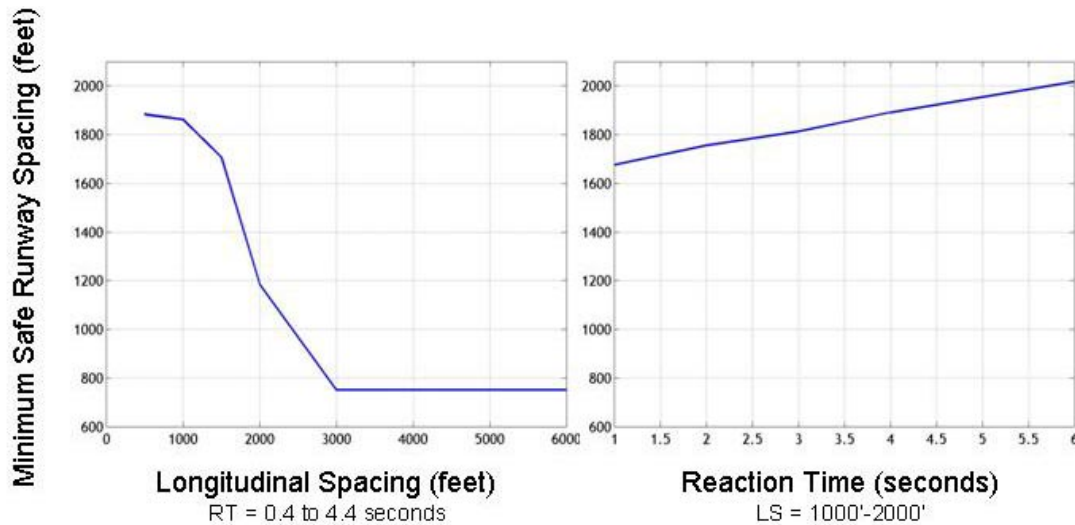 Minimum Safe Runway Spacing (feet)
2000
1800
1600
1400
1200
1000
800
600
0 1000 2000 3000 4000 5000 6000
Longitudinal Spacing (feet)
RT = 0.4 to 4.4 seconds
2000
1800
1600
1400
1200
1000
800
600
1 1.5 2 2.5 3 3.5 4 4.5 5 5.5 6
Reaction Time (seconds)
LS = 1000'-2000'